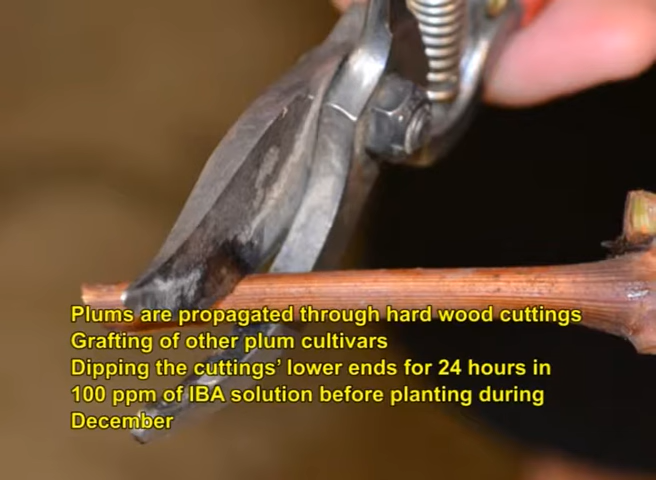 Plums are propagated through hard wood cuttings
Grafting of other plum cultivars
Dipping the cuttings’ lower ends for 24 hours in
100 ppm of IBA solution before planting during
December